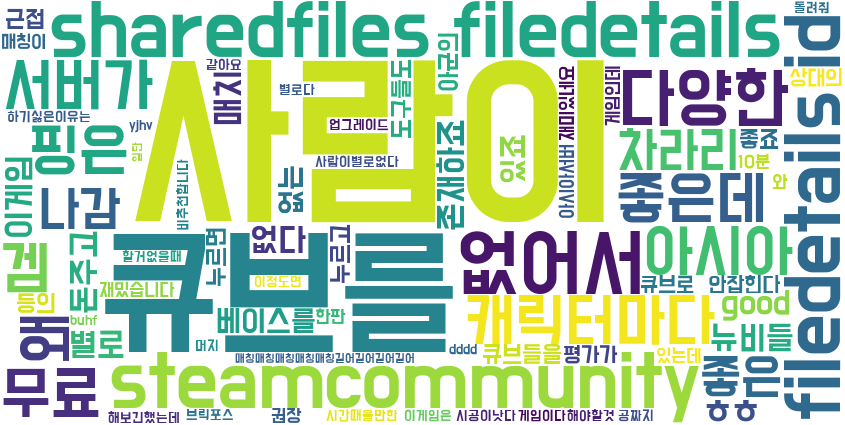 sharedfiles filedetails
돌려줘
근접
매칭이
같아요
서버가
하기싫은이유는
yjhv
매치
별로다
업그레이드
사람이
도구들도
아군의
게임인데
재미있네요
아시아서버
다양한
상대의
filedetailsid
핑은
일단
비추천합니다
사람이별로없다
존재하죠
있죠
차라리
좋죠
10분
와
이게임
나감
없는
좋은데
겜
돈주고
할거없을때
누르면
없다
누르고
큐브를
없어서
아시아
등의
재밌습니다
이정도면
큐브로
안잡힌다
왜
buhf
베이스를
한판
캐릭터마다
good
별로
머지
뉴비들
매칭매칭매칭매칭매칭길어길어길어길어
dddd
큐브들을
평가가
있는데
좋은
무료
steamcommunity
ㅎㅎ
해보긴했는데
브릭포스
권장
시간때울만한
이게임은
시공이낫다
게임이다해야할것
공짜지